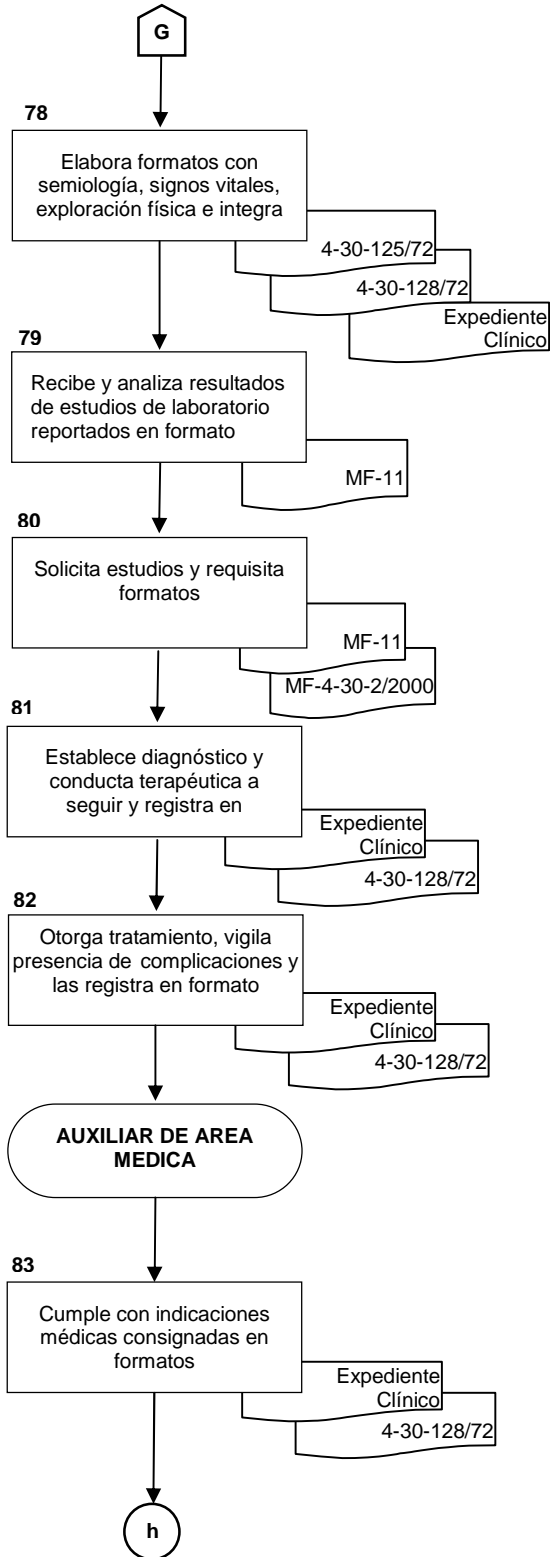 G
78
Elabora formatos con
semiología, signos vitales,
exploración física e integra
4-30-125/72
4-30-128/72
Expediente
Clínico
79
Recibe y analiza resultados
de estudios de laboratorio
reportados en formato
MF-11
80
Solicita estudios y requisita
formatos
MF-11
MF-4-30-2/2000
81
Establece diagnóstico y
conducta terapéutica a
seguir y registra en
Expediente
Clínico
4-30-128/72
82
Otorga tratamiento, vigila
presencia de complicaciones y
las registra en formato
Expediente
Clínico
4-30-128/72
AUXILIAR DE AREA
MEDICA
83
Cumple con indicaciones
médicas consignadas en
formatos
Expediente
Clínico
4-30-128/72
h